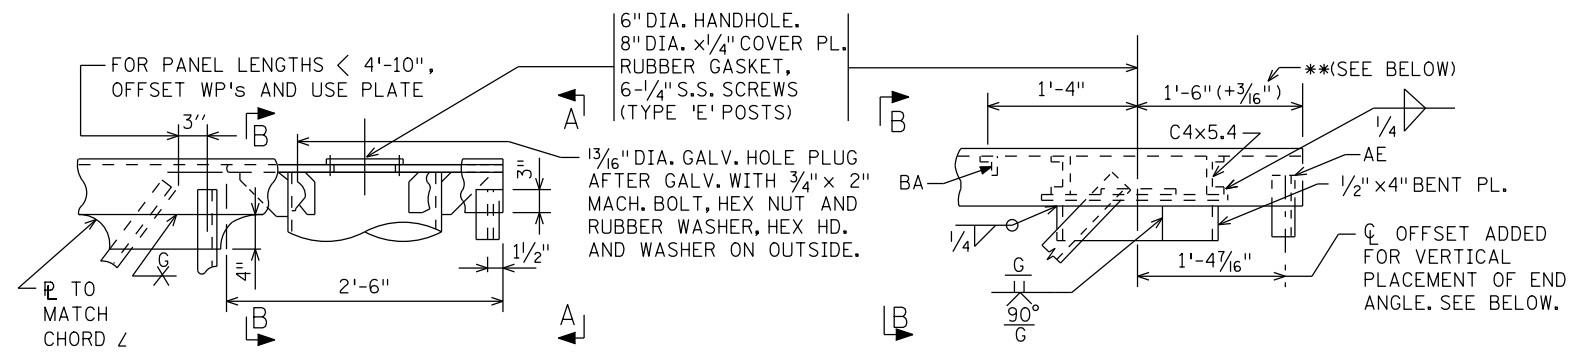 FOR PANEL LENGTHS < 4'-10",
OFFSET WP's AND USE PLATE
6" DIA. HANDHOLE.
8" DIA. x 1/4" COVER PL.
RUBBER GASKET,
6-1/4" S.S. SCREWS
(TYPE 'E' POSTS)
**(SEE BELOW)
1'-4"
1'-6" (+3/16")
3"
B
A
B
C4x5.4
1/4
13/16" DIA. GALV. HOLE PLUG
AFTER GALV. WITH 3/4" x 2"
MACH. BOLT, HEX NUT AND
RUBBER WASHER, HEX HD.
AND WASHER ON OUTSIDE.
3"
BA
AE
1/2" x4" BENT PL.
1/4
1 1/2"
G
4"
2'-6"
℄ OFFSET ADDED
FOR VERTICAL
PLACEMENT OF END
ANGLE. SEE BELOW.
1'-4 7/16"
G
90°
G
PL TO
MATCH
CHORD ∠
B
A
B